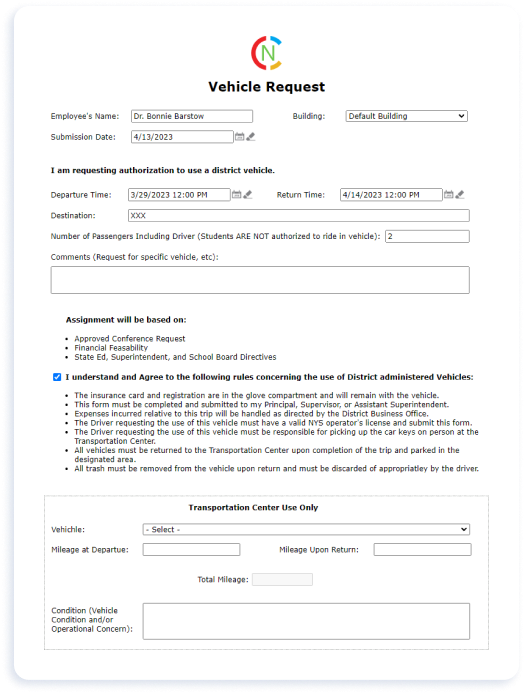 CN
Vehicle Request
Employee's Name: Dr. Bonnie Barstow Building: Default Building
Submission Date: 4/13/2023
I am requesting authorization to use a district vehicle.
Departure Time: 3/29/2023 12:00 PM Return Time: 4/14/2023 12:00 PM
Destination: XXX
Number of Passengers Including Driver (Students ARE NOT authorized to ride in vehicle): 2
Comments (Request for specific vehicle, etc):
Assignment will be based on:
• Approved Conference Request
• Financial Feasability
• State Ed, Superintendent, and School Board Directives
I understand and Agree to the following rules concerning the use of District administered Vehicles:
• The insurance card and registration are in the glove compartment and will remain with the vehicle.
• This form must be completed and submitted to my Principal, Supervisor, or Assistant Superintendent.
• Expenses incurred relative to this trip will be handled as directed by the District Business Office.
• The Driver requesting the use of this vehicle must have a valid NYS operator's license and submit this form.
• The Driver requesting the use of this vehicle must be responsible for picking up the car keys on person at the
Transportation Center.
• All vehicles must be returned to the Transportation Center upon completion of the trip and parked in the
designated area.
• All trash must be removed from the vehicle upon return and must be discarded of appropriatley by the driver.
Transportation Center Use Only
Vehichle: - Select -
Mileage at Departue: Mileage Upon Return:
Total Mileage:
Condition (Vehicle
Condition and/or
Operational Concern):